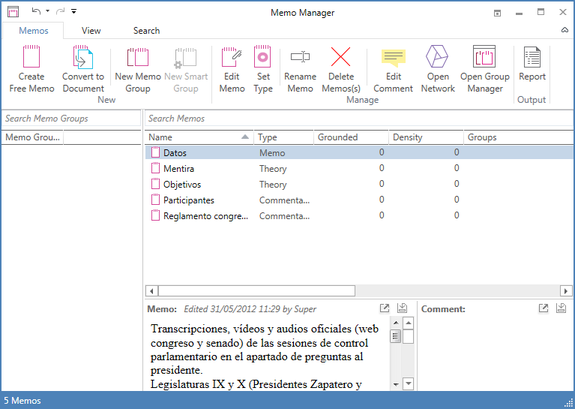 Memo Manager
Memos View Search
Create Free Memo
Convert to Document
New Memo Group
New Smart Group
Edit Memo
Set Type
Rename Memo
Delete Memos(s)
Edit Comment
Open Network
Open Group Manager
Report
New
Manage
Output
Search Memo Groups
Search Memos
Memo Grou...
Name Type Grounded Density Groups
Datos Memo 0 0
Mentira Theory 0 0
Objetivos Theory 0 0
Participantes Commenta... 0 0
Reglamento congre... Commenta... 0 0
Memo: Edited 31/05/2012 11:29 by Super
Comment:
Transcripciones, vídeos y audios oficiales (web
congreso y senado) de las sesiones de control
parlamentario en el apartado de preguntas al
presidente.
Legislaturas IX y X (Presidentes Zapatero y
5 Memos